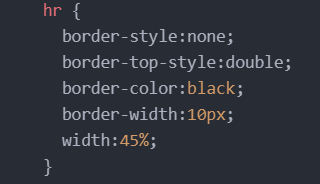 hr {
border-style:none;
border-top-style:double;
border-color:black;
border-width:10px;
width:45%;
}